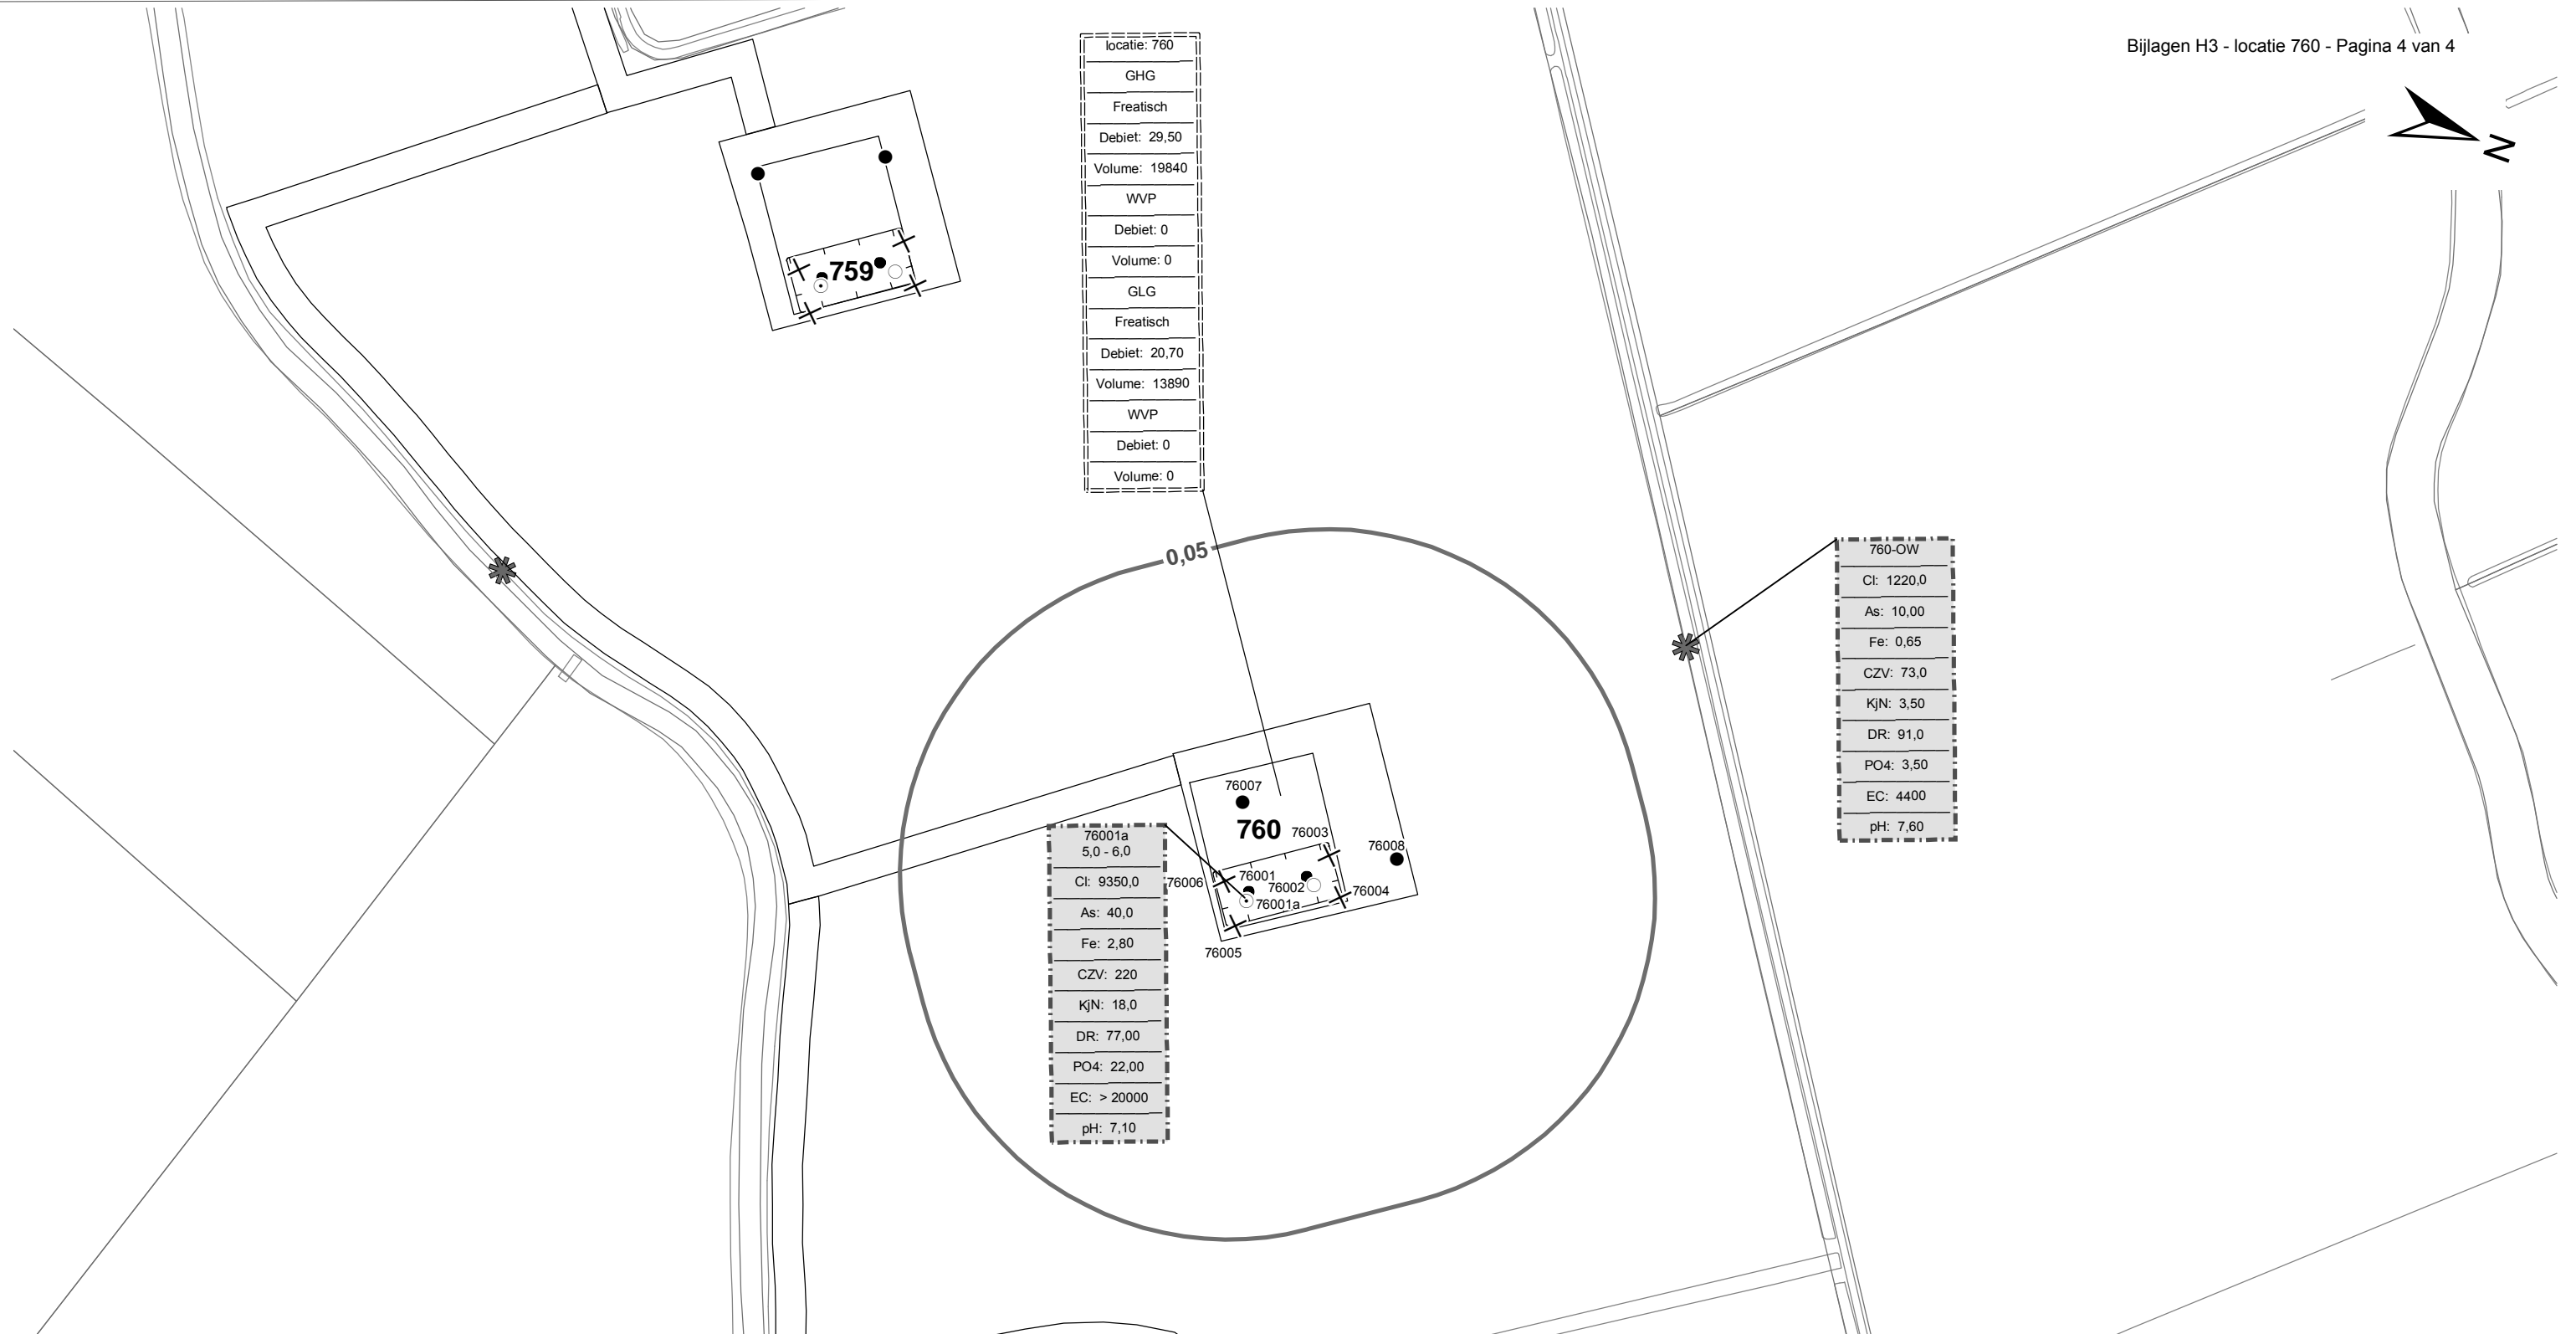 Bijlagen H3 - locatie 760 - Pagina 4 van 4
N
locatie: 760
GHG
Freatisch
Debiet: 29,50
Volume: 19840
WVP
Debiet: 0
Volume: 0
GLG
Freatisch
Debiet: 20,70
Volume: 13890
WVP
Debiet: 0
Volume: 0
759
0,05
760-OW
Cl: 1220,0
As: 10,00
Fe: 0,65
CZV: 73,0
KjN: 3,50
DR: 91,0
PO4: 3,50
EC: 4400
pH: 7,60
76007
760
76003
76008
76006
76001
76002
76004
76001a
76005
76001a
5,0 - 6,0
Cl: 9350,0
As: 40,0
Fe: 2,80
CZV: 220
KjN: 18,0
DR: 77,00
PO4: 22,00
EC: > 20000
pH: 7,10